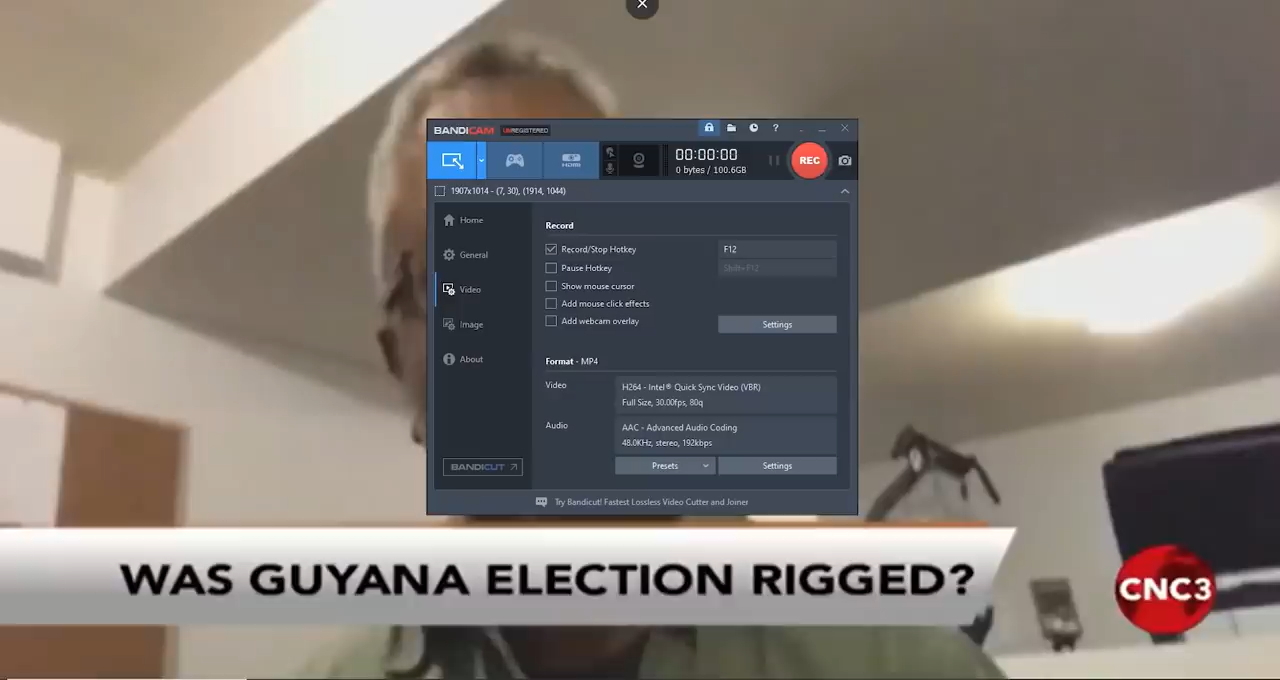 BANDICAM UNREGISTERED
HDMI
00:00:00
0 bytes / 100.6GB
REC
1907x1014 - (7, 30), (1914, 1044)
Home
General
Video
Image
About
BANDICUT
Record
Record/Stop Hotkey F12
Pause Hotkey Shift+F12
Show mouse cursor
Add mouse click effects
Add webcam overlay
Settings
Format - MP4
Video H264 - Intel® Quick Sync Video (VBR)
Full Size, 30.00fps, 80q
Audio AAC - Advanced Audio Coding
48.0KHz, stereo, 192kbps
Presets Settings
Try Bandicut! Fastest Lossless Video Cutter and Joiner
WAS GUYANA ELECTION RIGGED?
CNC3